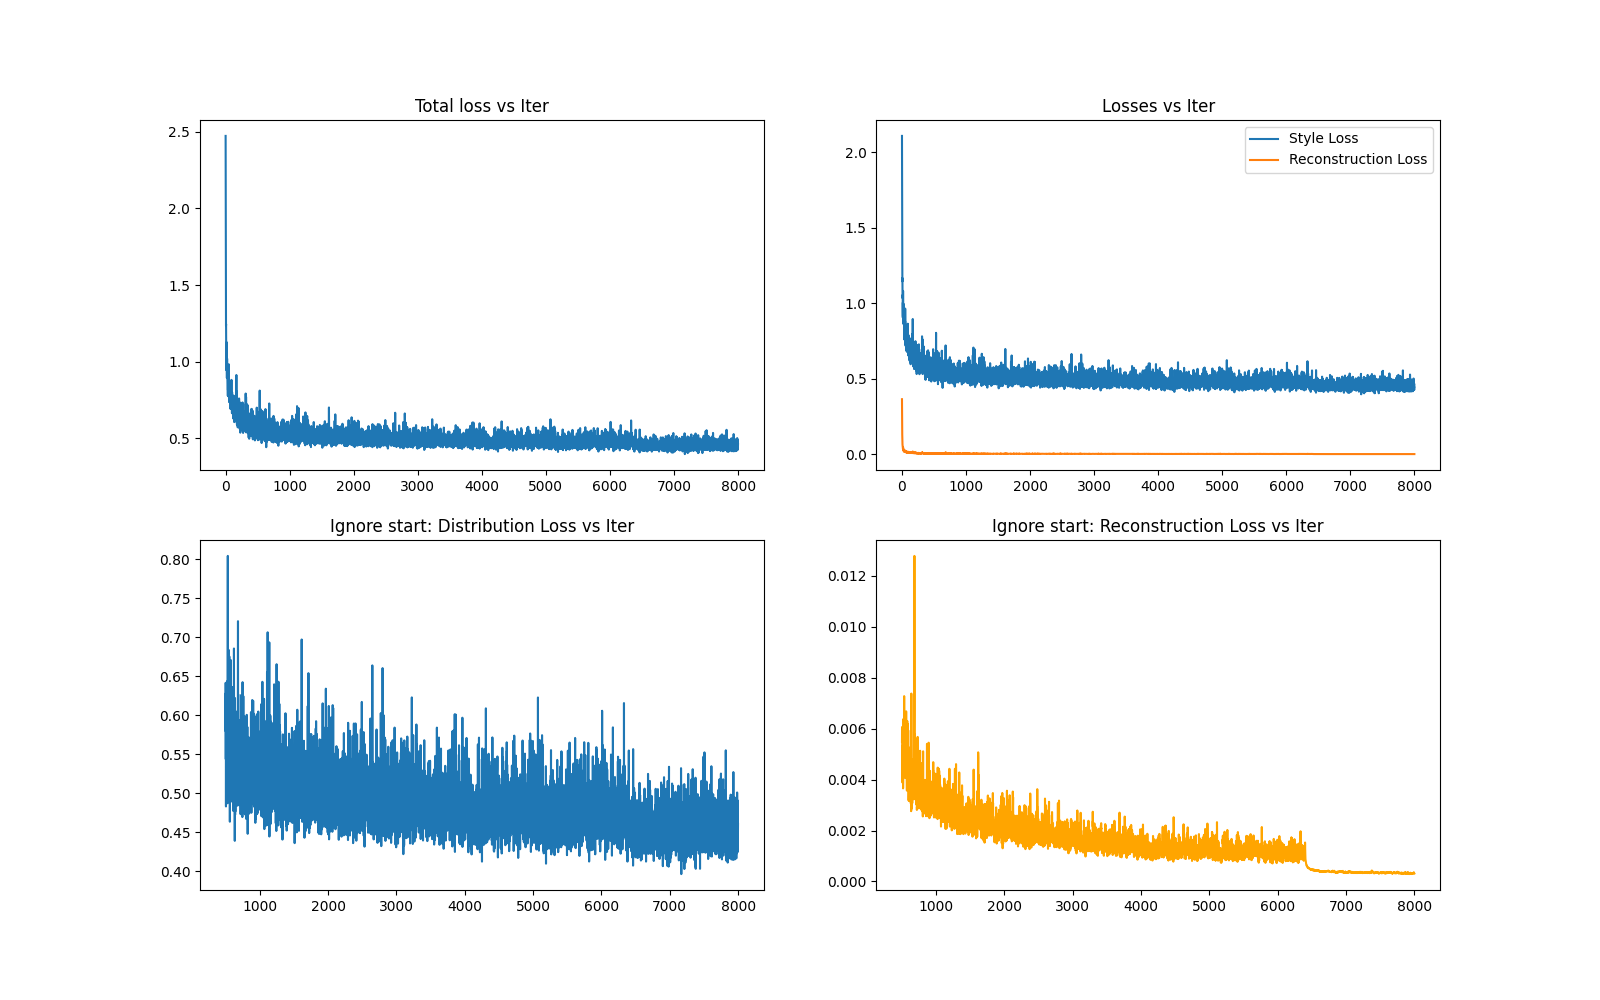 Total loss vs Iter
2.5
2.0
1.5
1.0
0.5
0 1000 2000 3000 4000 5000 6000 7000 8000
Losses vs Iter
Style Loss
Reconstruction Loss
2.0
1.5
1.0
0.5
0.0
0 1000 2000 3000 4000 5000 6000 7000 8000
Ignore start: Distribution Loss vs Iter
0.80
0.75
0.70
0.65
0.60
0.55
0.50
0.45
0.40
1000 2000 3000 4000 5000 6000 7000 8000
Ignore start: Reconstruction Loss vs Iter
0.012
0.010
0.008
0.006
0.004
0.002
0.000
1000 2000 3000 4000 5000 6000 7000 8000